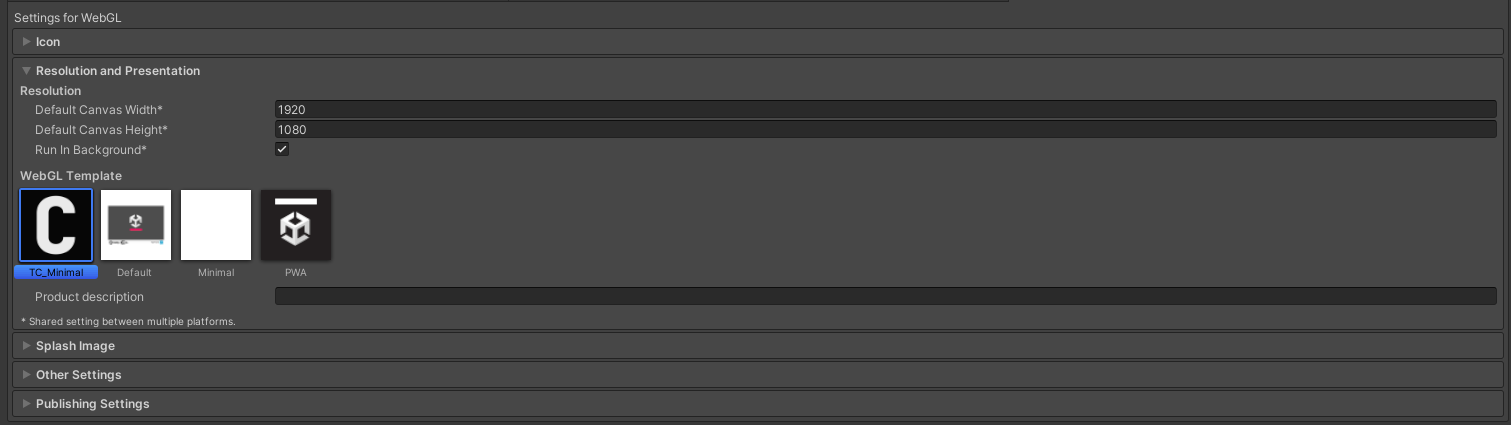 Settings for WebGL
Icon
Resolution and Presentation
Resolution
Default Canvas Width* 1920
Default Canvas Height* 1080
Run In Background*
WebGL Template
C
TC_Minimal Default Minimal PWA
Product description
* Shared setting between multiple platforms.
Splash Image
Other Settings
Publishing Settings